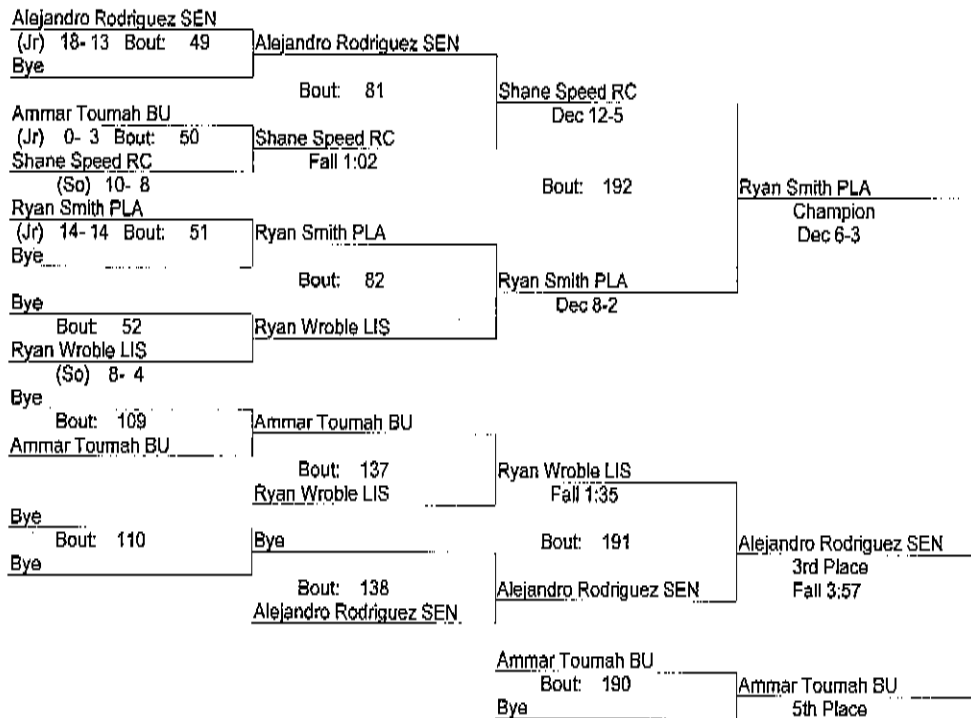 Alejandro Rodriguez SEN
(Jr) 18- 13 Bout: 49
Bye
Alejandro Rodriguez SEN
Bout: 81
Ammar Toumah BU
(Jr) 0- 3 Bout: 50
Shane Speed RC
(So) 10- 8
Shane Speed RC
Fall 1:02
Shane Speed RC
Dec 12-5
Bout: 192
Ryan Smith PLA
(Jr) 14- 14 Bout: 51
Bye
Ryan Smith PLA
Bout: 82
Bye
Bout: 52
Ryan Wroble LIS
(So) 8- 4
Ryan Wroble LIS
Ryan Smith PLA
Dec 8-2
Ryan Smith PLA
Champion
Dec 6-3
Bye
Bout: 109
Ammar Toumah BU
Ammar Toumah BU
Bout: 137
Ryan Wroble LIS
Ryan Wroble LIS
Fall 1:35
Bout: 191
Bye
Bout: 110
Bye
Bye
Bout: 138
Alejandro Rodriguez SEN
Alejandro Rodriguez SEN
Alejandro Rodriguez SEN
3rd Place
Fall 3:57
Ammar Toumah BU
Bout: 190
Bye
Ammar Toumah BU
5th Place